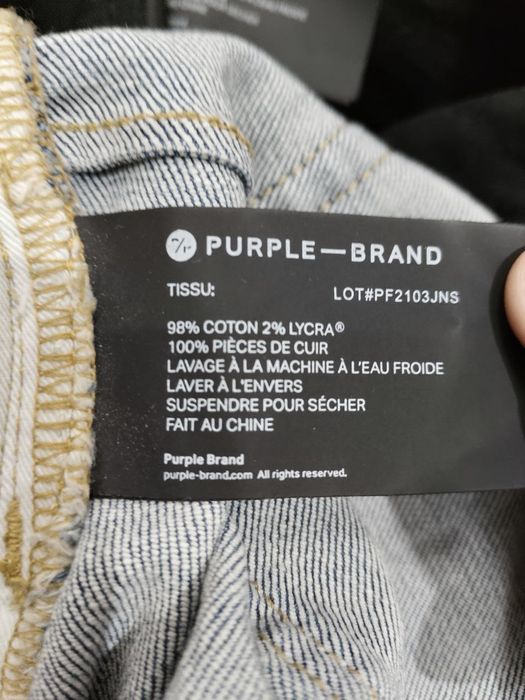 PURPLE—BRAND
TISSU:
LOT#PF2103JNS
98% COTON 2% LYCRA®
100% PIÈCES DE CUIR
LAVAGE À LA MACHINE À L'EAU FROIDE
LAVER À L'ENVERS
SUSPENDRE POUR SÉCHER
FAIT AU CHINE
Purple Brand
purple-brand.com All rights reserved.